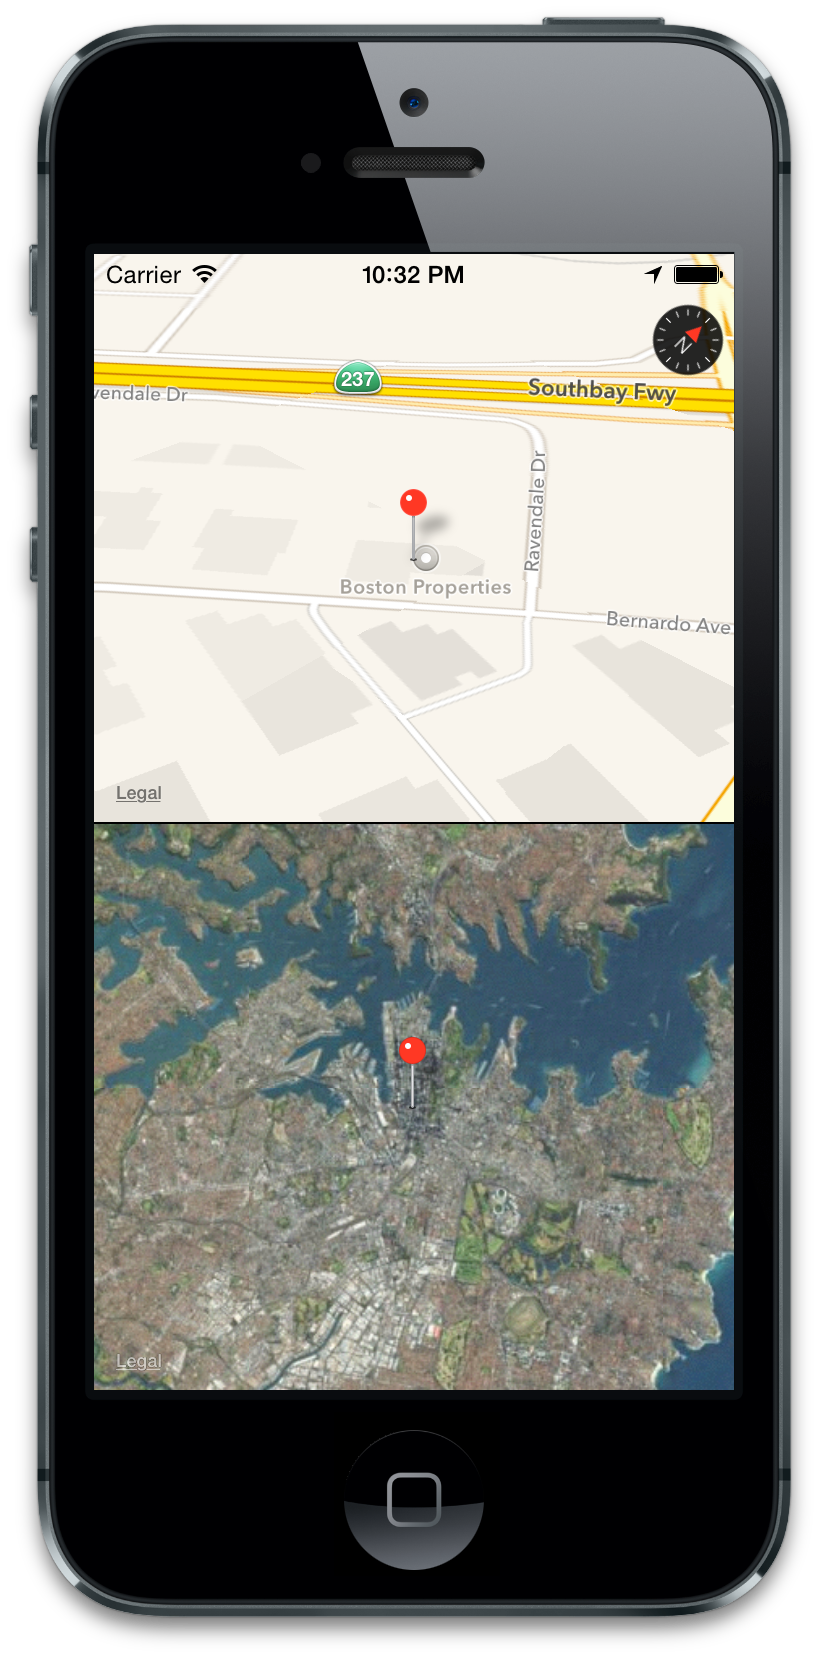 Carrier 10:32 PM
N
237
Southbay Fwy
vendale Dr
Ravendale Dr
Boston Properties
Bernardo Ave
Legal
Legal